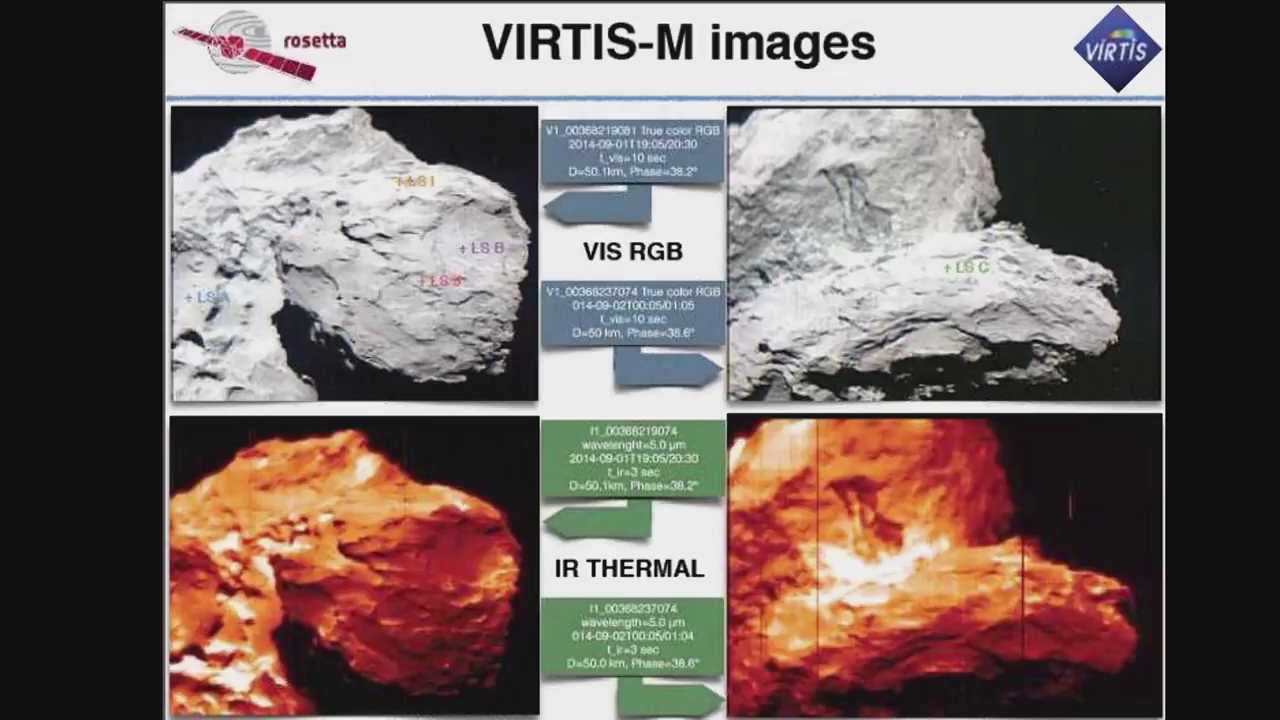 rosetta
VIRTIS-M images
VIRTIS
+ LS I
+ LS B
+ LS J
+ LS A
V1_00368219081 True color RGB
2014-09-01T19:05/20:30
t_vis=10 sec
D=50.1km, Phase=38.2°
VIS RGB
V1_00368237074 True color RGB
014-09-02T00:05/01:05
t_vis=10 sec
D=50 km, Phase=38.6°
+ LS C
I1_00368219074
wavelenght=5.0 µm
2014-09-01T19:05/20:30
t_ir=3 sec
D=50.1km, Phase=38.2°
IR THERMAL
I1_00368237074
wavelength=5.0 µm
014-09-02T00:05/01:04
t_ir=3 sec
D=50.0 km, Phase=38.6°